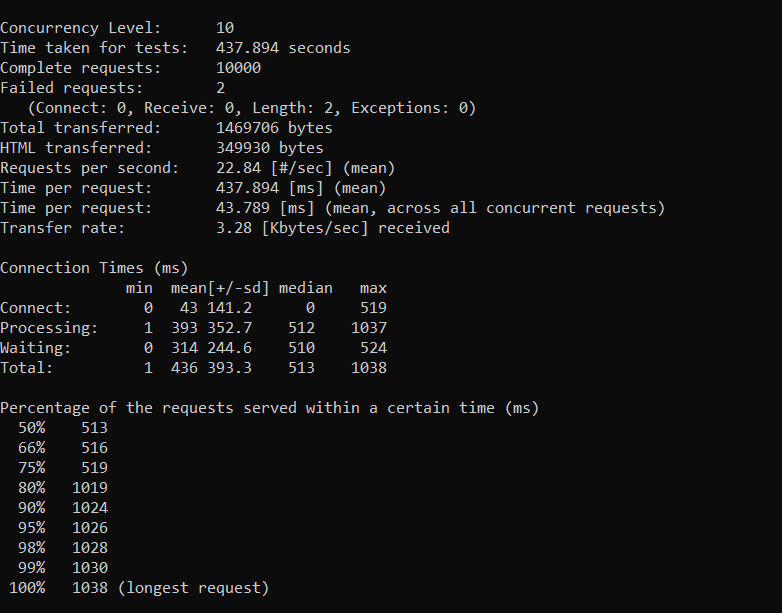 Concurrency Level:      10
Time taken for tests:   437.894 seconds
Complete requests:      10000
Failed requests:        2
   (Connect: 0, Receive: 0, Length: 2, Exceptions: 0)
Total transferred:      1469706 bytes
HTML transferred:       349930 bytes
Requests per second:    22.84 [#/sec] (mean)
Time per request:       437.894 [ms] (mean)
Time per request:       43.789 [ms] (mean, across all concurrent requests)
Transfer rate:          3.28 [Kbytes/sec] received

Connection Times (ms)
              min  mean[+/-sd] median   max
Connect:        0   43 141.2      0     519
Processing:     1  393 352.7    512    1037
Waiting:        0  314 244.6    510     524
Total:          1  436 393.3    513    1038

Percentage of the requests served within a certain time (ms)
  50%    513
  66%    516
  75%    519
  80%   1019
  90%   1024
  95%   1026
  98%   1028
  99%   1030
 100%   1038 (longest request)